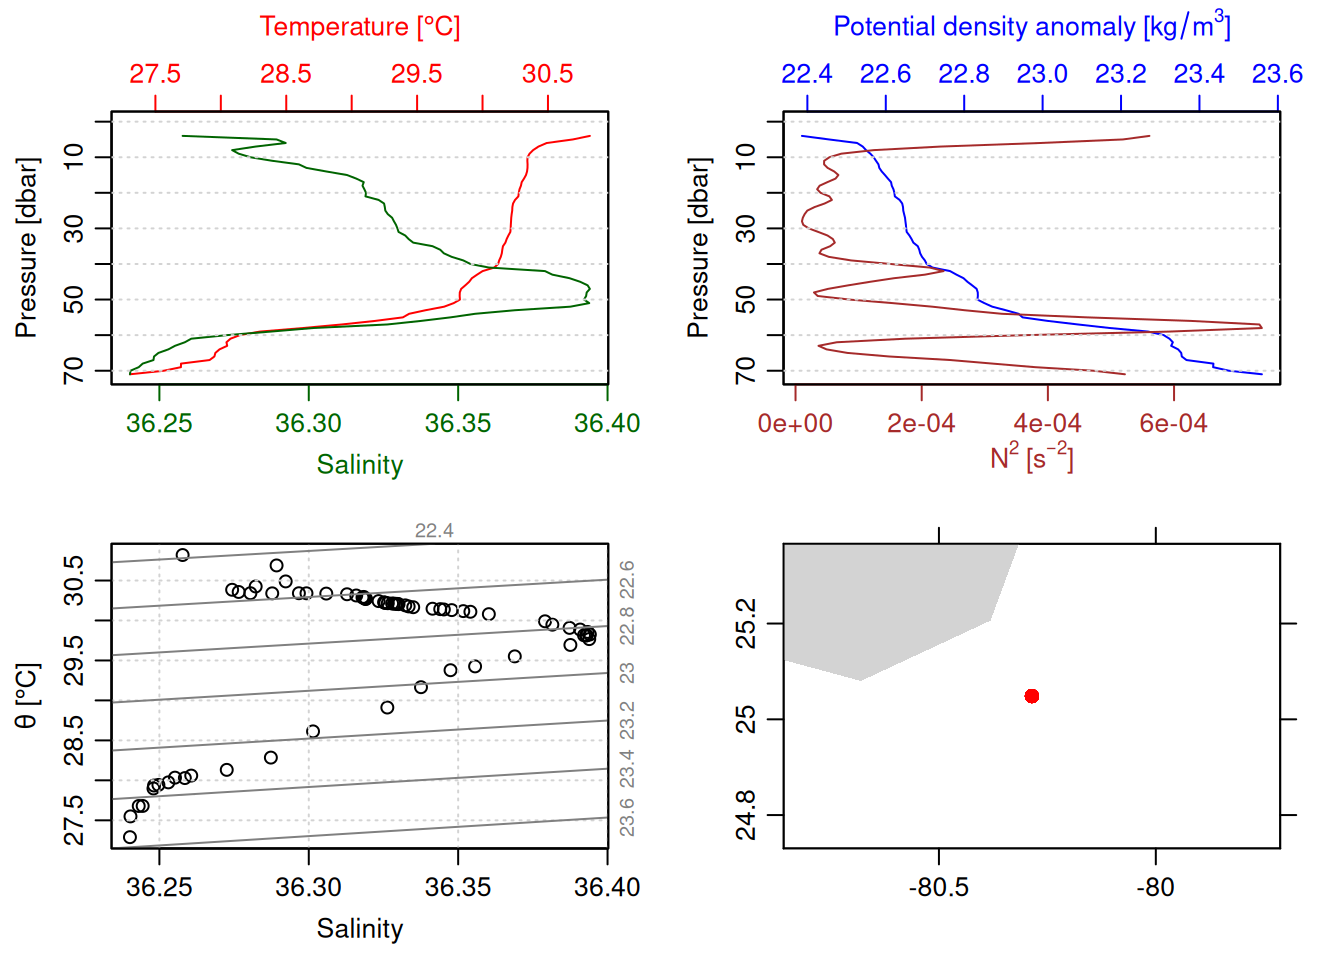 Temperature [°C]
27.5 28.5 29.5 30.5
Pressure [dbar]
10
30
50
70
36.25 36.30 36.35 36.40
Salinity
Potential density anomaly [kg/m³]
22.4 22.6 22.8 23.0 23.2 23.4 23.6
Pressure [dbar]
10
30
50
70
0e+00 2e-04 4e-04 6e-04
N² [s⁻²]
22.4
θ [°C]
30.5
29.5
28.5
27.5
22.6
22.8
23
23.2
23.4
23.6
36.25 36.30 36.35 36.40
Salinity
25.2
25
24.8
-80.5 -80